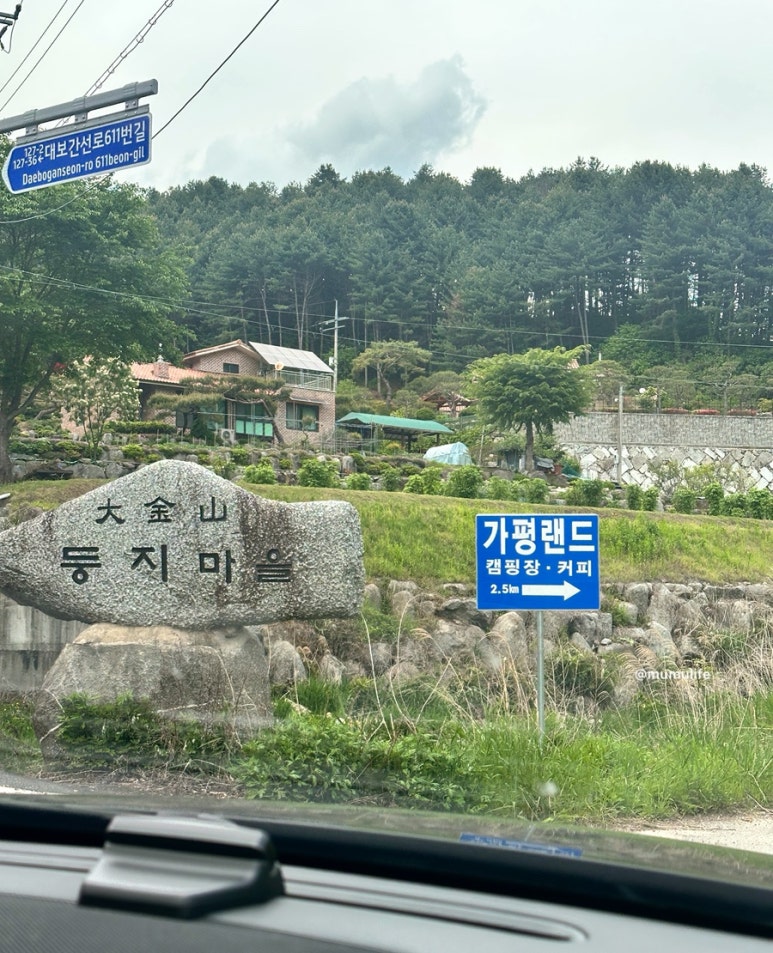 127-2
127-36
대보간선로611번길
Daeboganseon-ro 611beon-gil
大金山
둥지마을
가평랜드
캠핑장·커피
2.5km
@mumulife